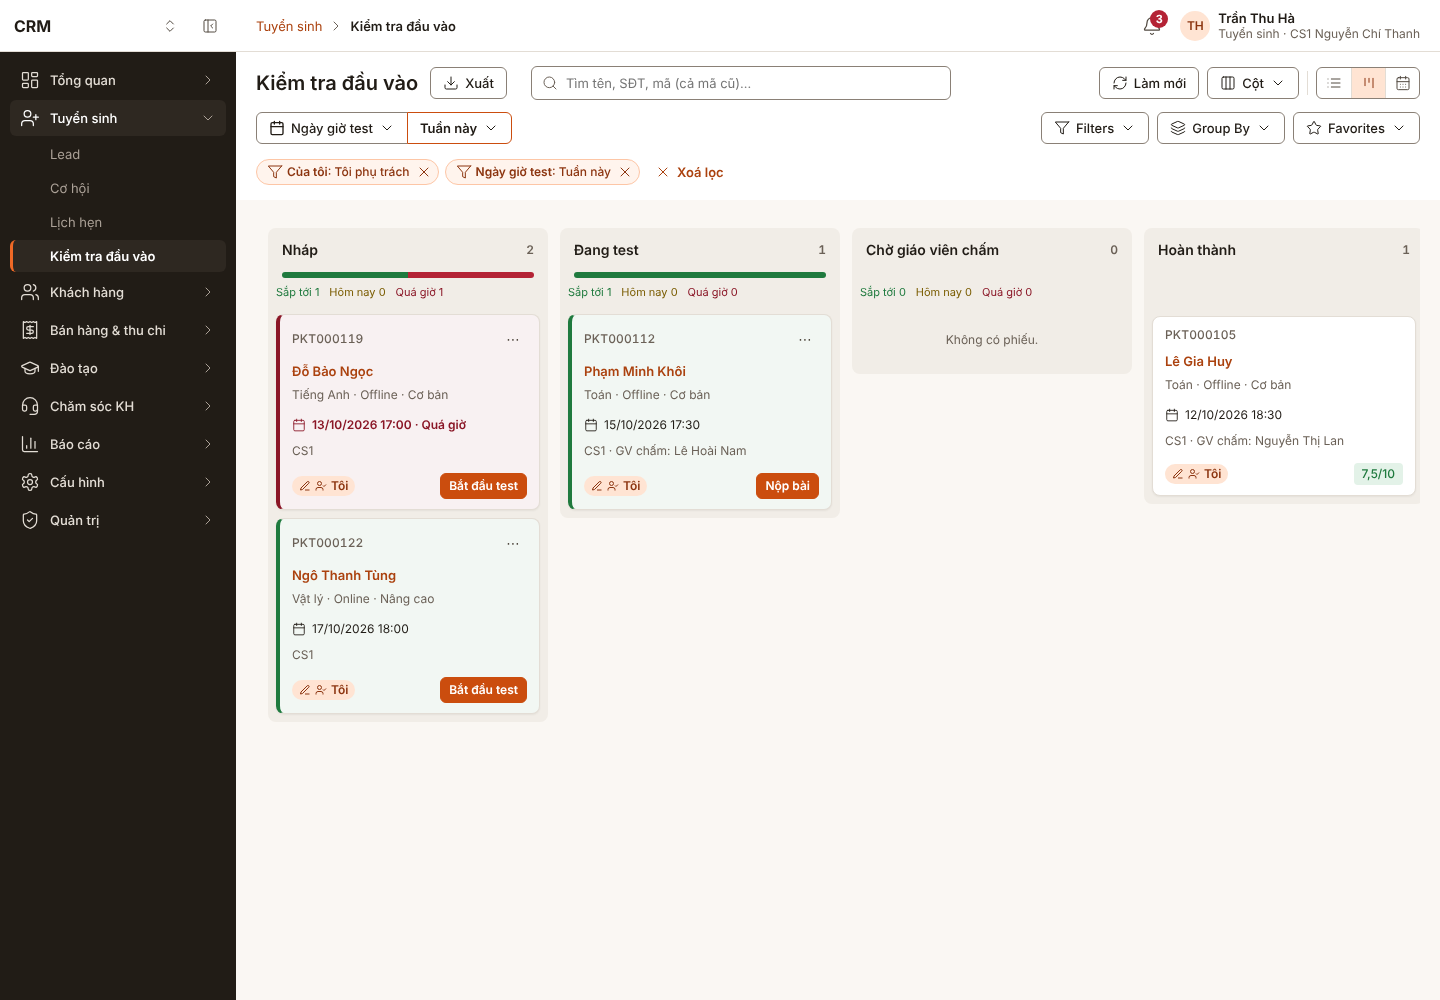 CRM
Tuyển sinh
Kiểm tra đầu vào
3
TH
Trần Thu Hà
Tuyển sinh · CS1 Nguyễn Chí Thanh
Tổng quan
Tuyển sinh
Lead
Cơ hội
Lịch hẹn
Kiểm tra đầu vào
Khách hàng
Bán hàng & thu chi
Đào tạo
Chăm sóc KH
Báo cáo
Cấu hình
Quản trị
Kiểm tra đầu vào
Xuất
Tìm tên, SĐT, mã (cả mã cũ)...
Làm mới
Cột
Ngày giờ test
Tuần này
Filters
Group By
Favorites
Của tôi: Tôi phụ trách
Ngày giờ test: Tuần này
Xoá lọc
Nháp 2
Sắp tới 1 Hôm nay 0 Quá giờ 1
PKT000119
Đỗ Bảo Ngọc
Tiếng Anh · Offline · Cơ bản
13/10/2026 17:00 · Quá giờ
CS1
Tôi
Bắt đầu test
PKT000122
Ngô Thanh Tùng
Vật lý · Online · Nâng cao
17/10/2026 18:00
CS1
Tôi
Bắt đầu test
Đang test 1
Sắp tới 1 Hôm nay 0 Quá giờ 0
PKT000112
Phạm Minh Khôi
Toán · Offline · Cơ bản
15/10/2026 17:30
CS1 · GV chấm: Lê Hoài Nam
Tôi
Nộp bài
Chờ giáo viên chấm 0
Sắp tới 0 Hôm nay 0 Quá giờ 0
Không có phiếu.
Hoàn thành 1
PKT000105
Lê Gia Huy
Toán · Offline · Cơ bản
12/10/2026 18:30
CS1 · GV chấm: Nguyễn Thị Lan
Tôi
7,5/10